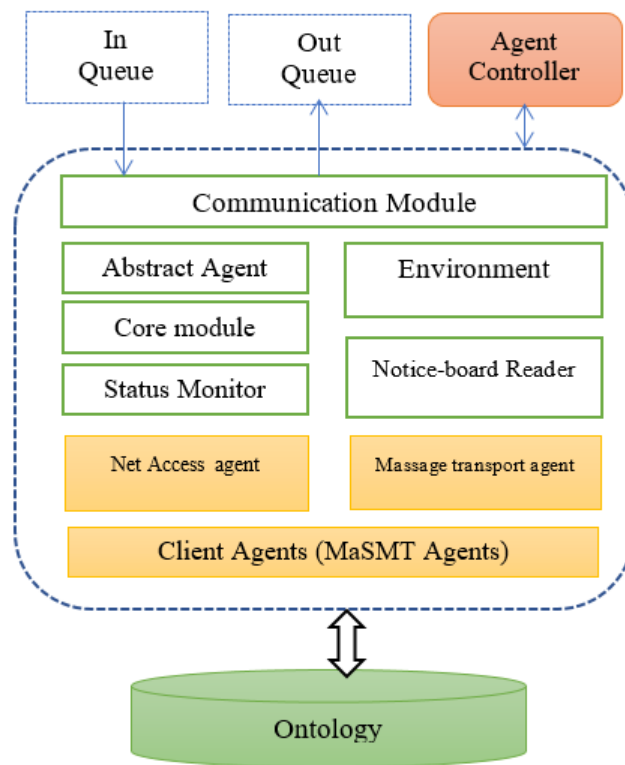 In
Queue
Out
Queue
Agent
Controller
Communication Module
Abstract Agent
Environment
Core module
Notice-board Reader
Status Monitor
Net Access agent
Massage transport agent
Client Agents (MaSMT Agents)
Ontology